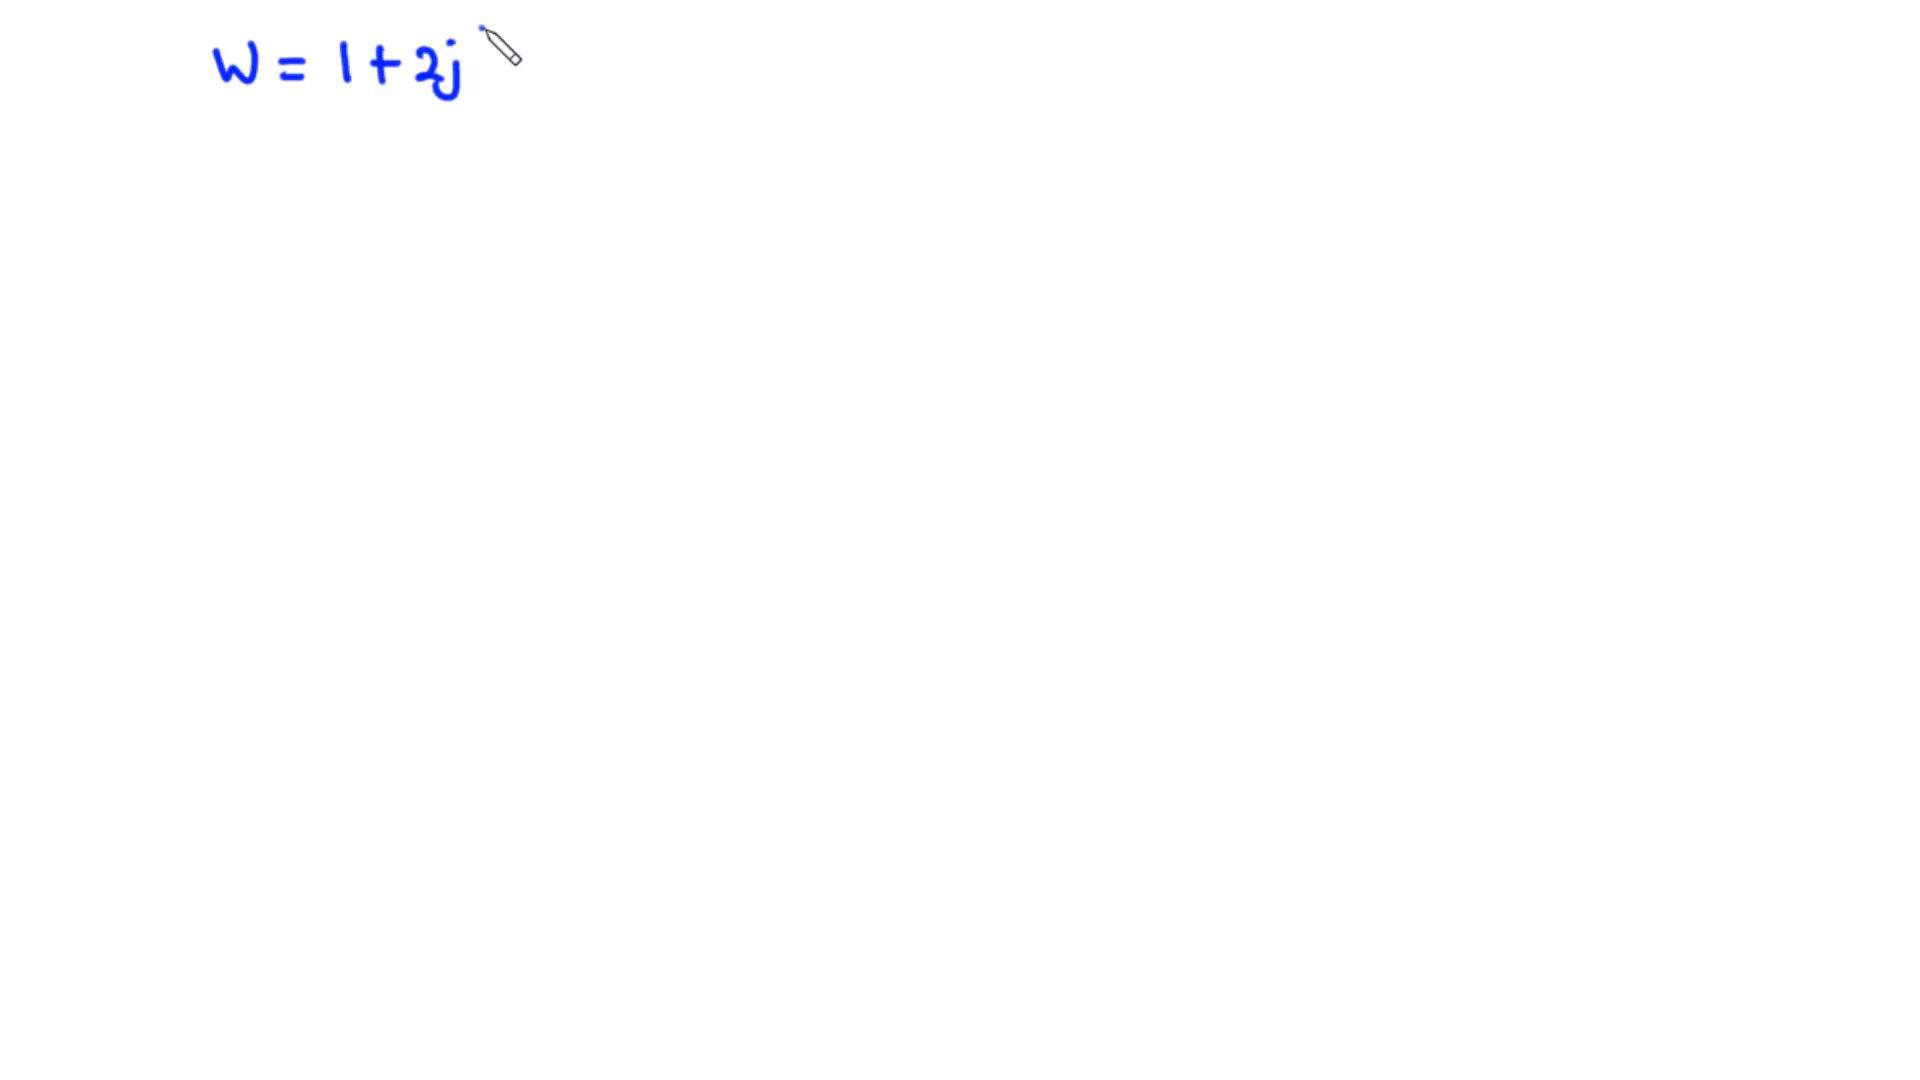 w = 1 + 2j